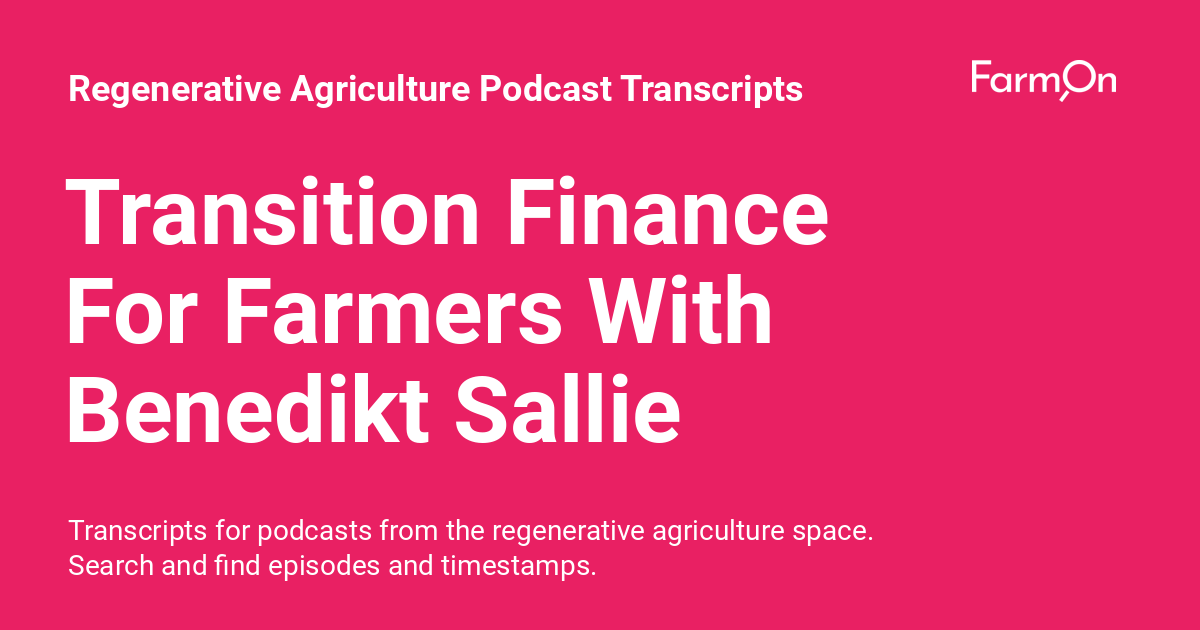 Regenerative Agriculture Podcast Transcripts
FarmOn
Transition Finance
For Farmers With
Benedikt Sallie
Transcripts for podcasts from the regenerative agriculture space.
Search and find episodes and timestamps.